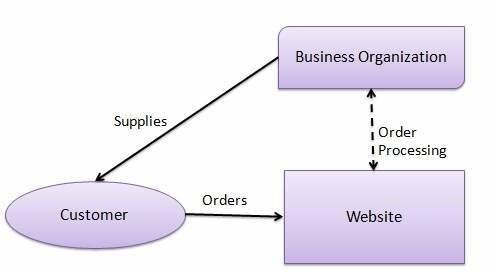 Business Organization
Supplies
Order
Processing
Orders
Customer
Website